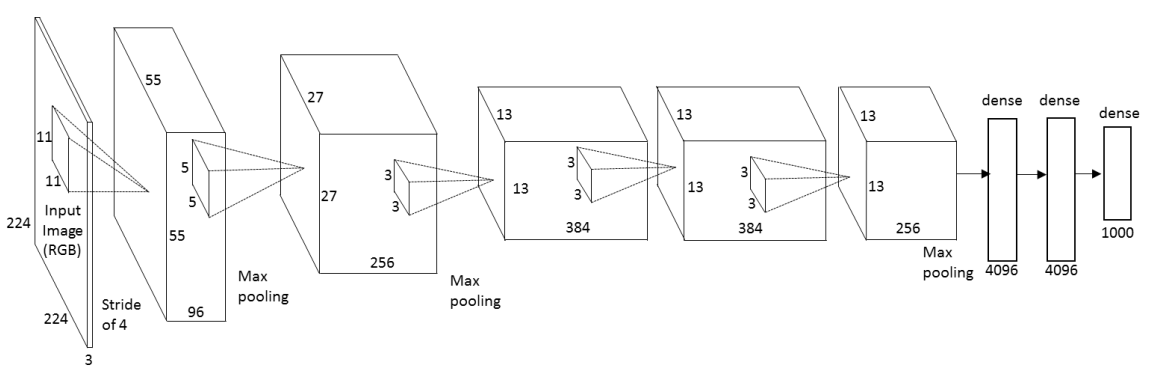 11
11
Input
Image
(RGB)
224
224
3
Stride
of 4
55
55
96
5
5
Max
pooling
27
27
256
3
3
Max
pooling
13
13
384
3
3
13
13
384
3
3
13
13
256
Max
pooling
dense
4096
dense
4096
dense
1000